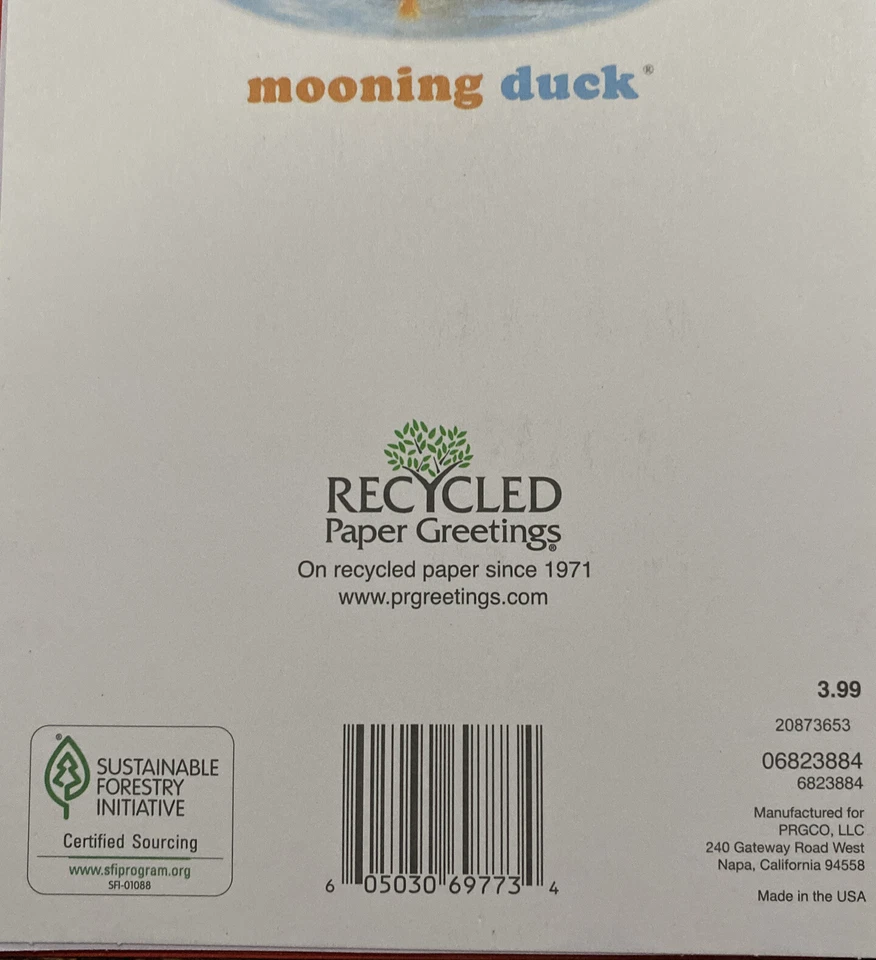 mooning duck®
RECYCLED
Paper Greetings®
On recycled paper since 1971
www.prgreetings.com
3.99
20873653
06823884
6823884
Manufactured for
PRGCO, LLC
240 Gateway Road West
Napa, California 94558
Made in the USA
®
SUSTAINABLE
FORESTRY
INITIATIVE
Certified Sourcing
www.sfiprogram.org
SFI-01088
6 05030 69773 4